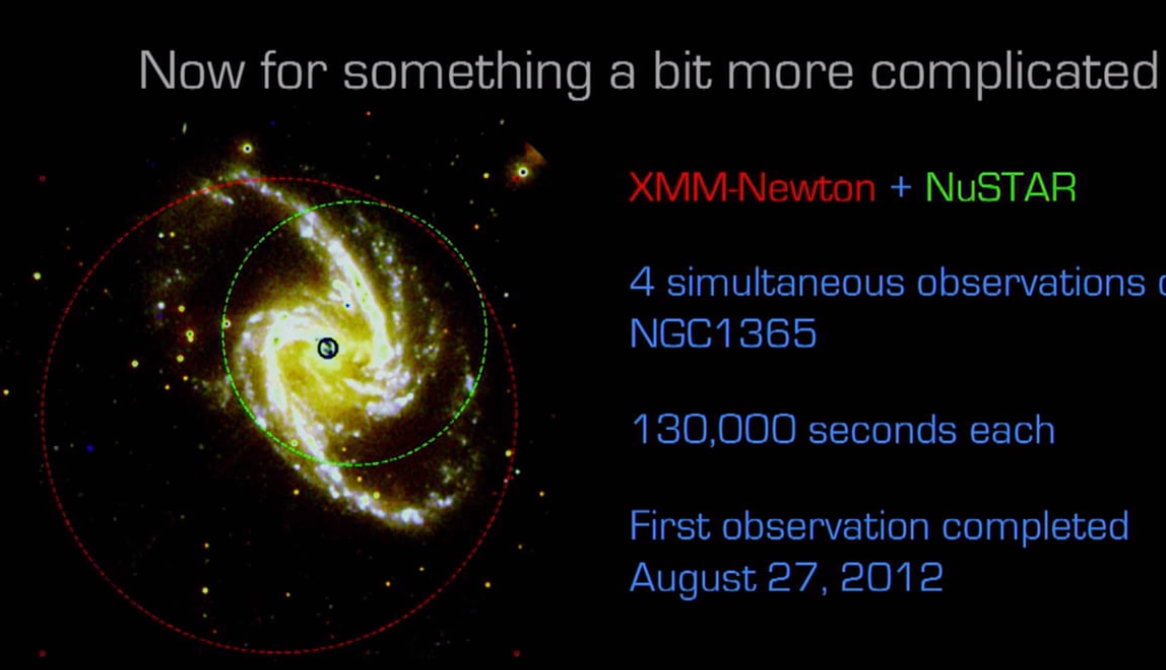 Now for something a bit more complicated
XMM-Newton + NuSTAR
4 simultaneous observations
NGC1365
130,000 seconds each
First observation completed
August 27, 2012